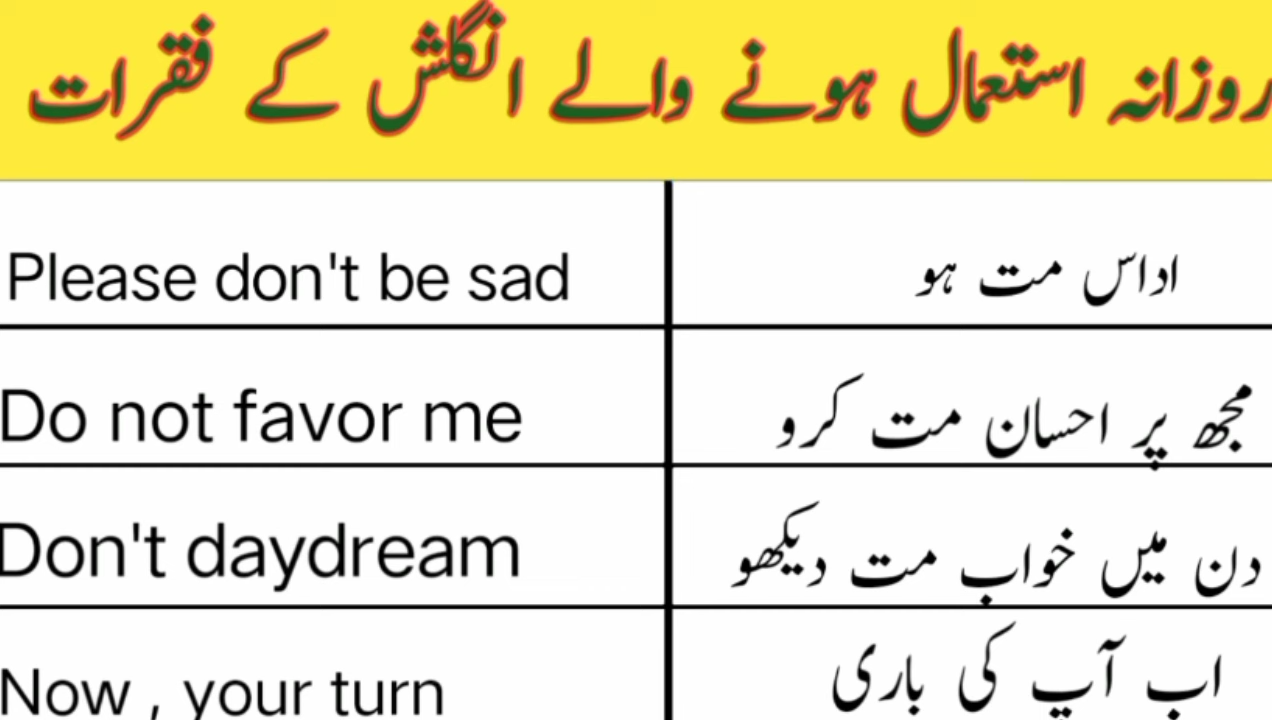 روزانہ استعمال ہونے والے انگلش کے فقرات
Please don't be sad
اداس مت ہو
Do not favor me
مجھ پر احسان مت کرو
Don't daydream
دن میں خواب مت دیکھو
Now , your turn
اب آپ کی باری